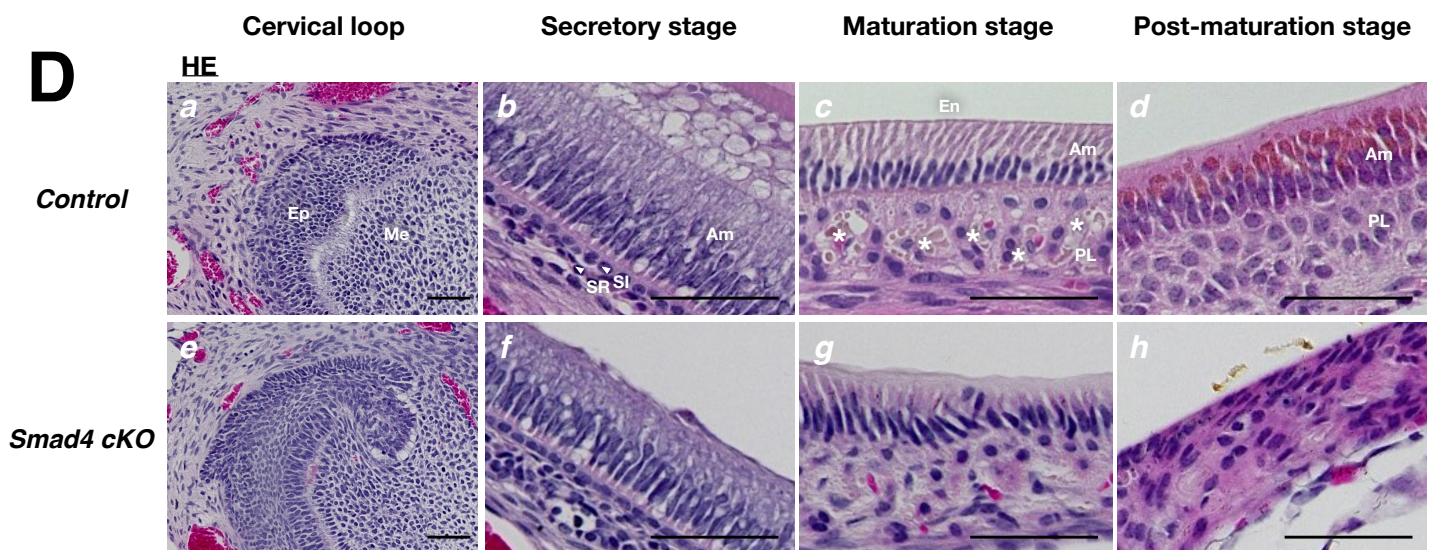 Cervical loop
Secretory stage
Maturation stage
Post-maturation stage
D
HE
Control
a
Ep
Me
b
Am
SR SI
c
En
Am
*
*
*
*
*
PL
d
Am
PL
Smad4 cKO
e
f
g
h